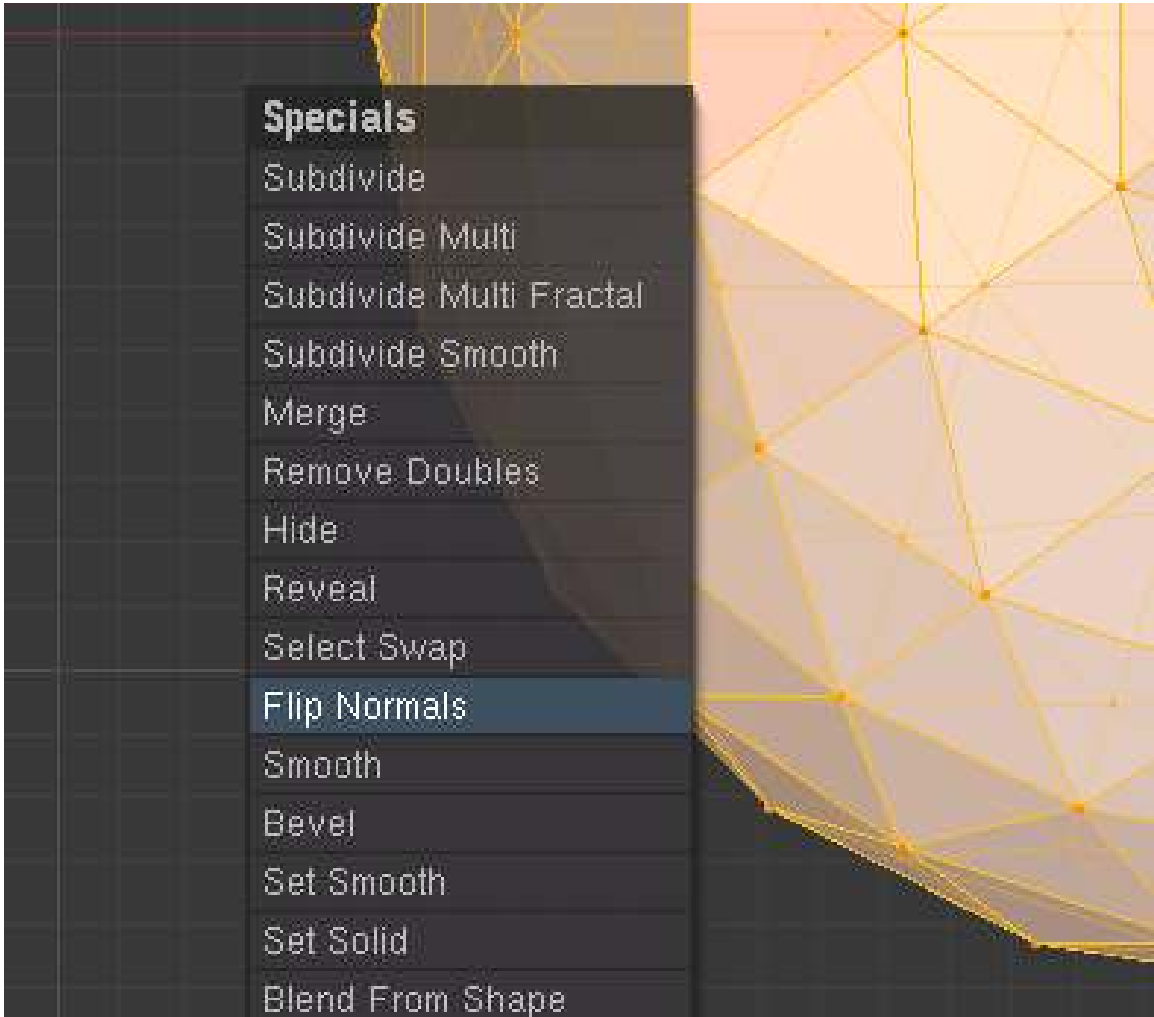 Specials
Subdivide
Subdivide Multi
Subdivide Multi Fractal
Subdivide Smooth
Merge
Remove Doubles
Hide
Reveal
Select Swap
Flip Normals
Smooth
Bevel
Set Smooth
Set Solid
Blend From Shape